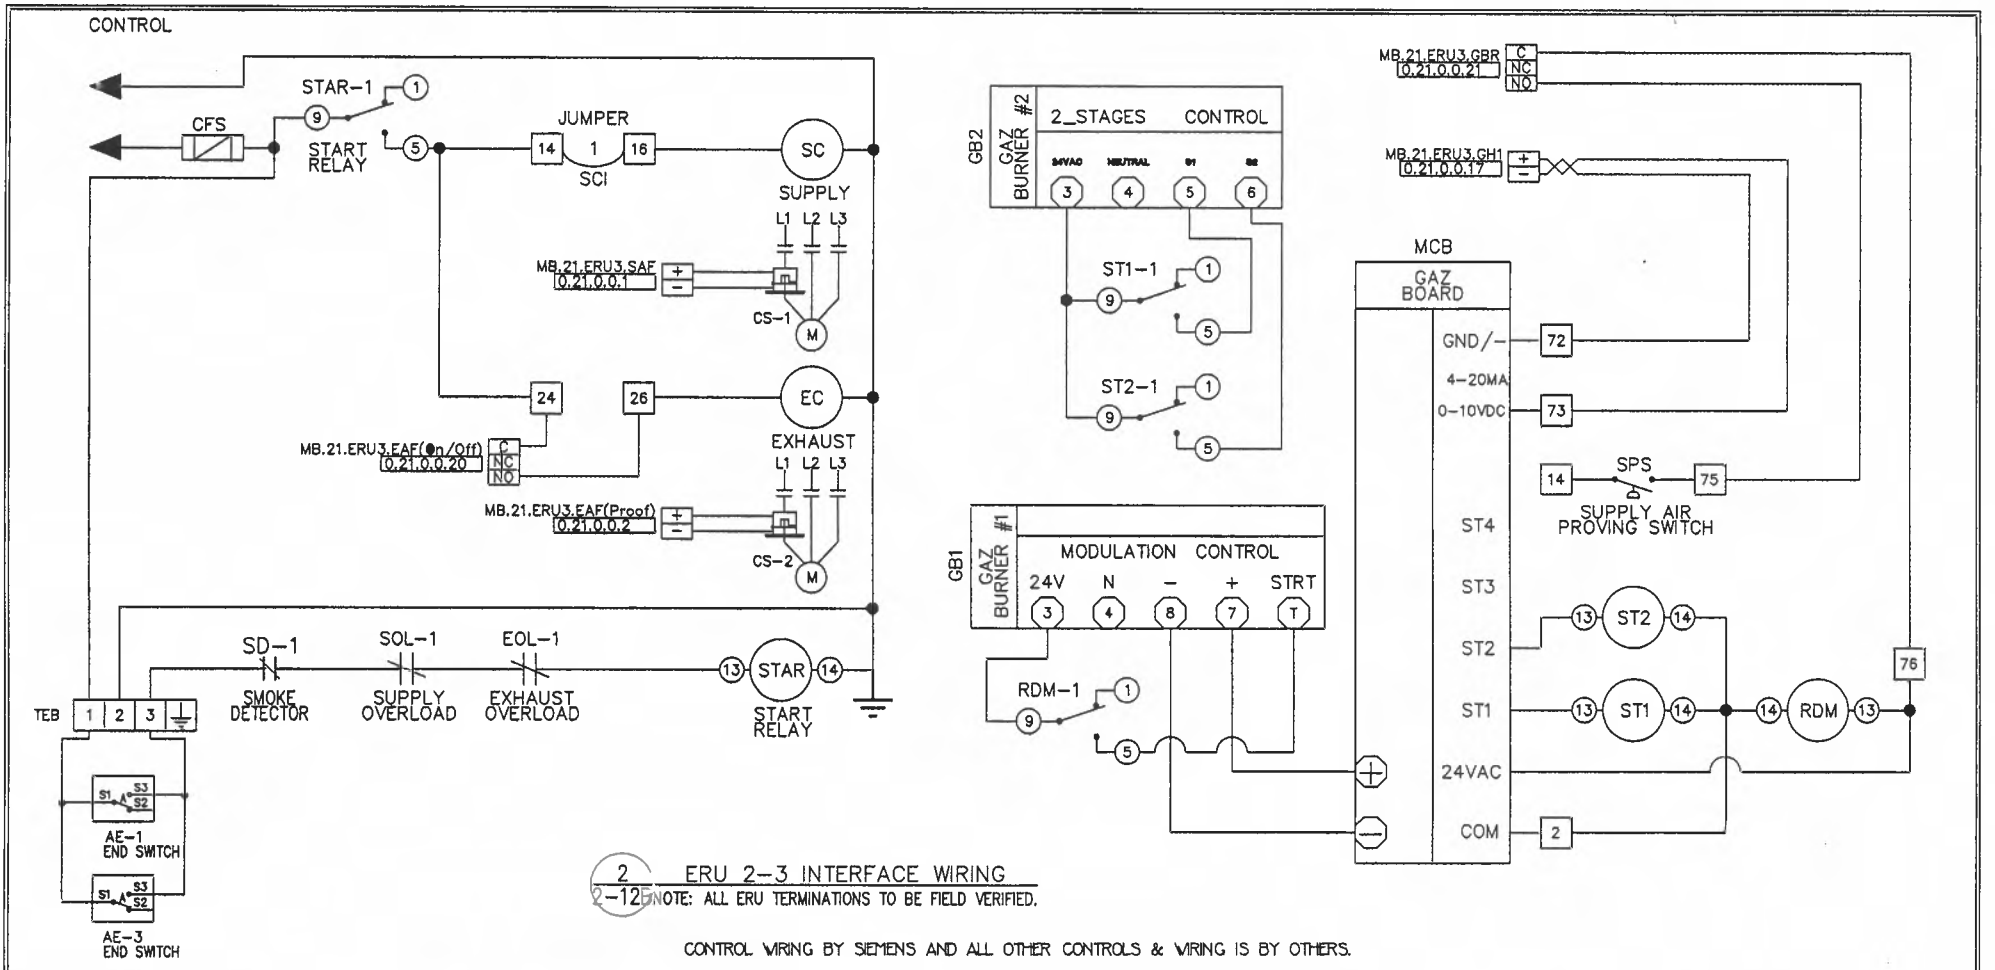 CONTROL
STAR-1
1
9
START
RELAY
5
CFS
JUMPER
14
1
16
SCI
SC
SUPPLY
L1 L2 L3
MB.21.ERU3.SAF
0.21.0.0.1
+
-
CS-1
M
24
26
EC
EXHAUST
MB.21.ERU3.EAF(On/Off)
0.21.0.0.20
C
NC
NO
L1 L2 L3
MB.21.ERU3.EAF(Proof)
0.21.0.0.2
+
-
CS-2
M
SD-1
SMOKE
DETECTOR
SOL-1
SUPPLY
OVERLOAD
EOL-1
EXHAUST
OVERLOAD
13
STAR
14
START
RELAY
TEB
1 2 3
S1 A S3
S2
AE-1
END SWITCH
S1 A S3
S2
AE-3
END SWITCH
GB2
GAZ
BURNER #2
2_STAGES CONTROL
24VAC NEUTRAL S1 S2
3 4 5 6
ST1-1
1
9
5
ST2-1
1
9
5
GB1
GAZ
BURNER #1
MODULATION CONTROL
24V N - + STRT
3 4 8 7 T
RDM-1
1
9
5
MB.21.ERU3.GBR
0.21.0.0.21
C
NC
NO
MB.21.ERU3.GH1
0.21.0.0.17
+
-
MCB
GAZ
BOARD
GND/-
72
4-20MA
0-10VDC
73
14
SPS
75
SUPPLY AIR
PROVING SWITCH
ST4
ST3
ST2
13
ST2
14
76
ST1
13
ST1
14
14
RDM
13
+
24VAC
-
COM
2
2
2-12
ERU 2-3 INTERFACE WIRING
NOTE: ALL ERU TERMINATIONS TO BE FIELD VERIFIED.
CONTROL WIRING BY SIEMENS AND ALL OTHER CONTROLS & WIRING IS BY OTHERS.